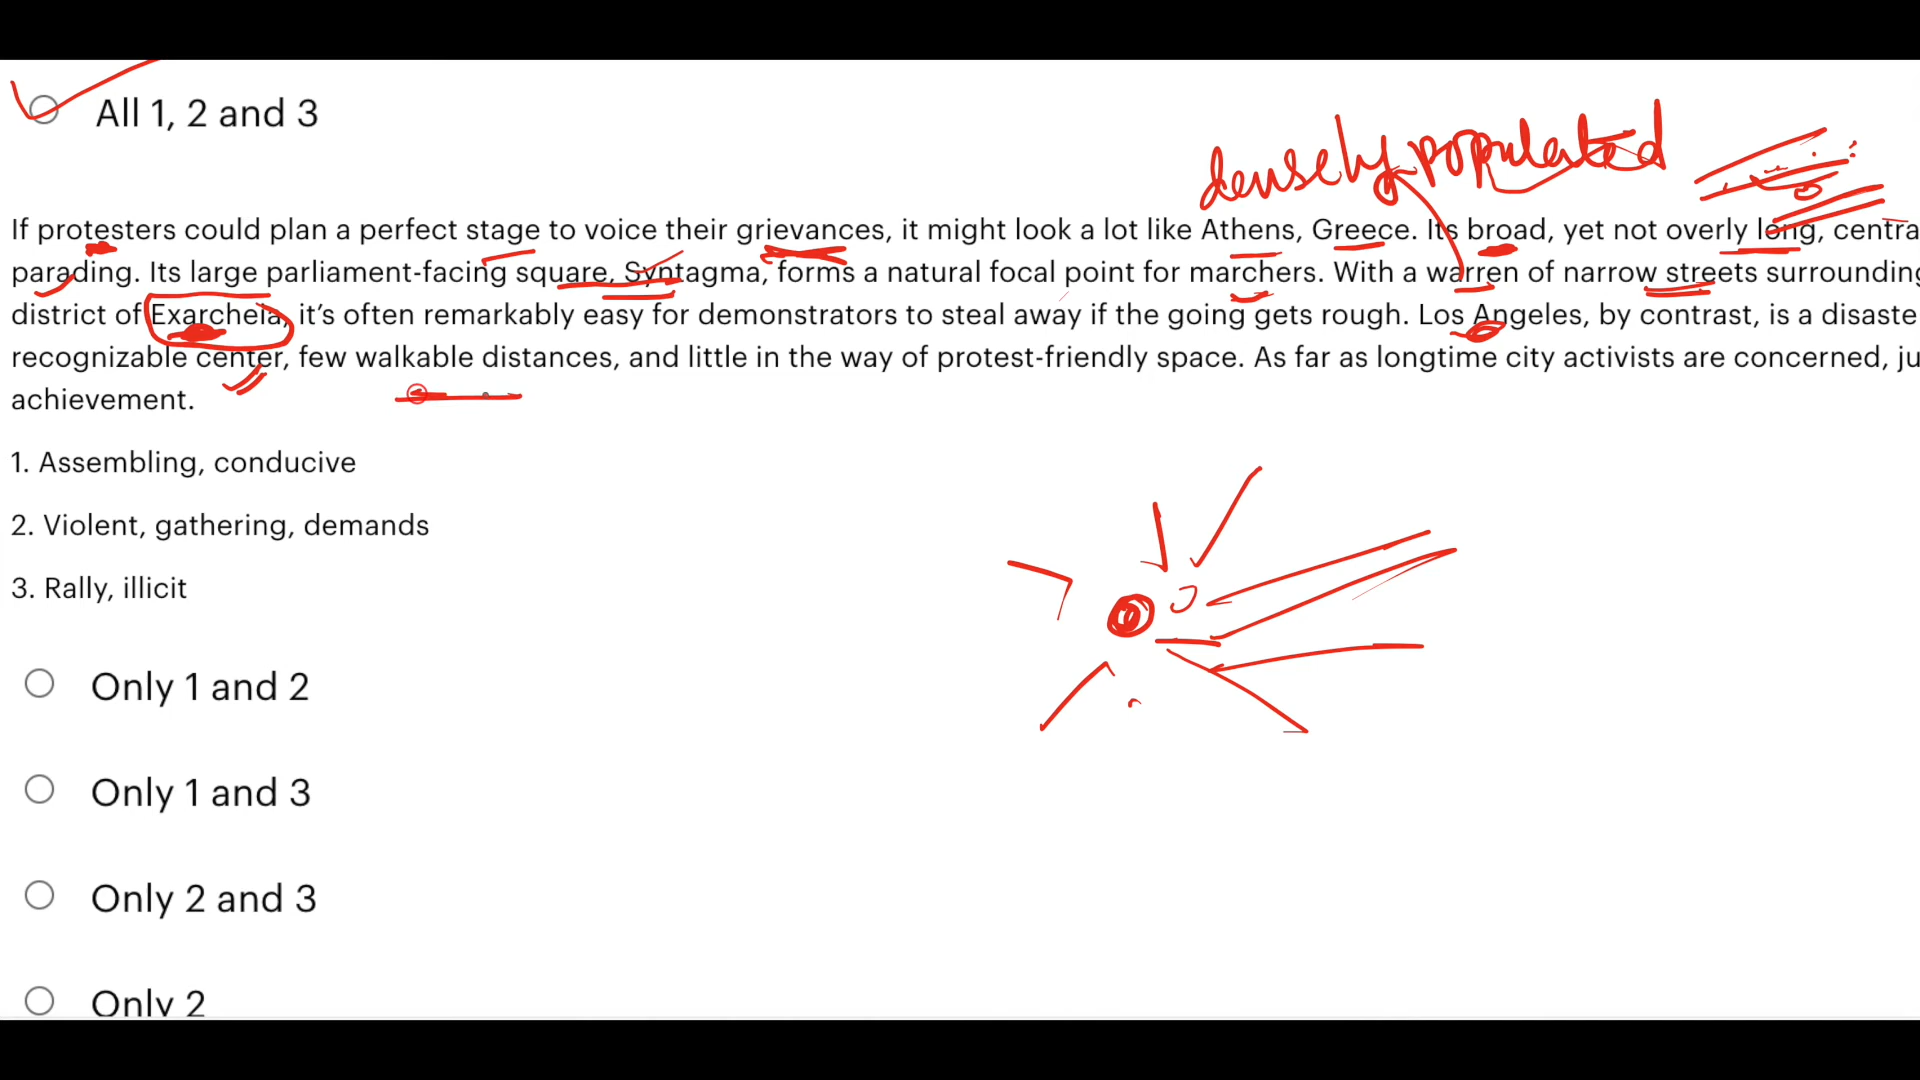 All 1, 2 and 3
densely populated
If protesters could plan a perfect stage to voice their grievances, it might look a lot like Athens, Greece. Its broad, yet not overly long, centra
parading. Its large parliament-facing square, Syntagma, forms a natural focal point for marchers. With a warren of narrow streets surrounding
district of Exarcheia, it’s often remarkably easy for demonstrators to steal away if the going gets rough. Los Angeles, by contrast, is a disaste
recognizable center, few walkable distances, and little in the way of protest-friendly space. As far as longtime city activists are concerned, ju
achievement.
1. Assembling, conducive
2. Violent, gathering, demands
3. Rally, illicit
Only 1 and 2
Only 1 and 3
Only 2 and 3
Only 2